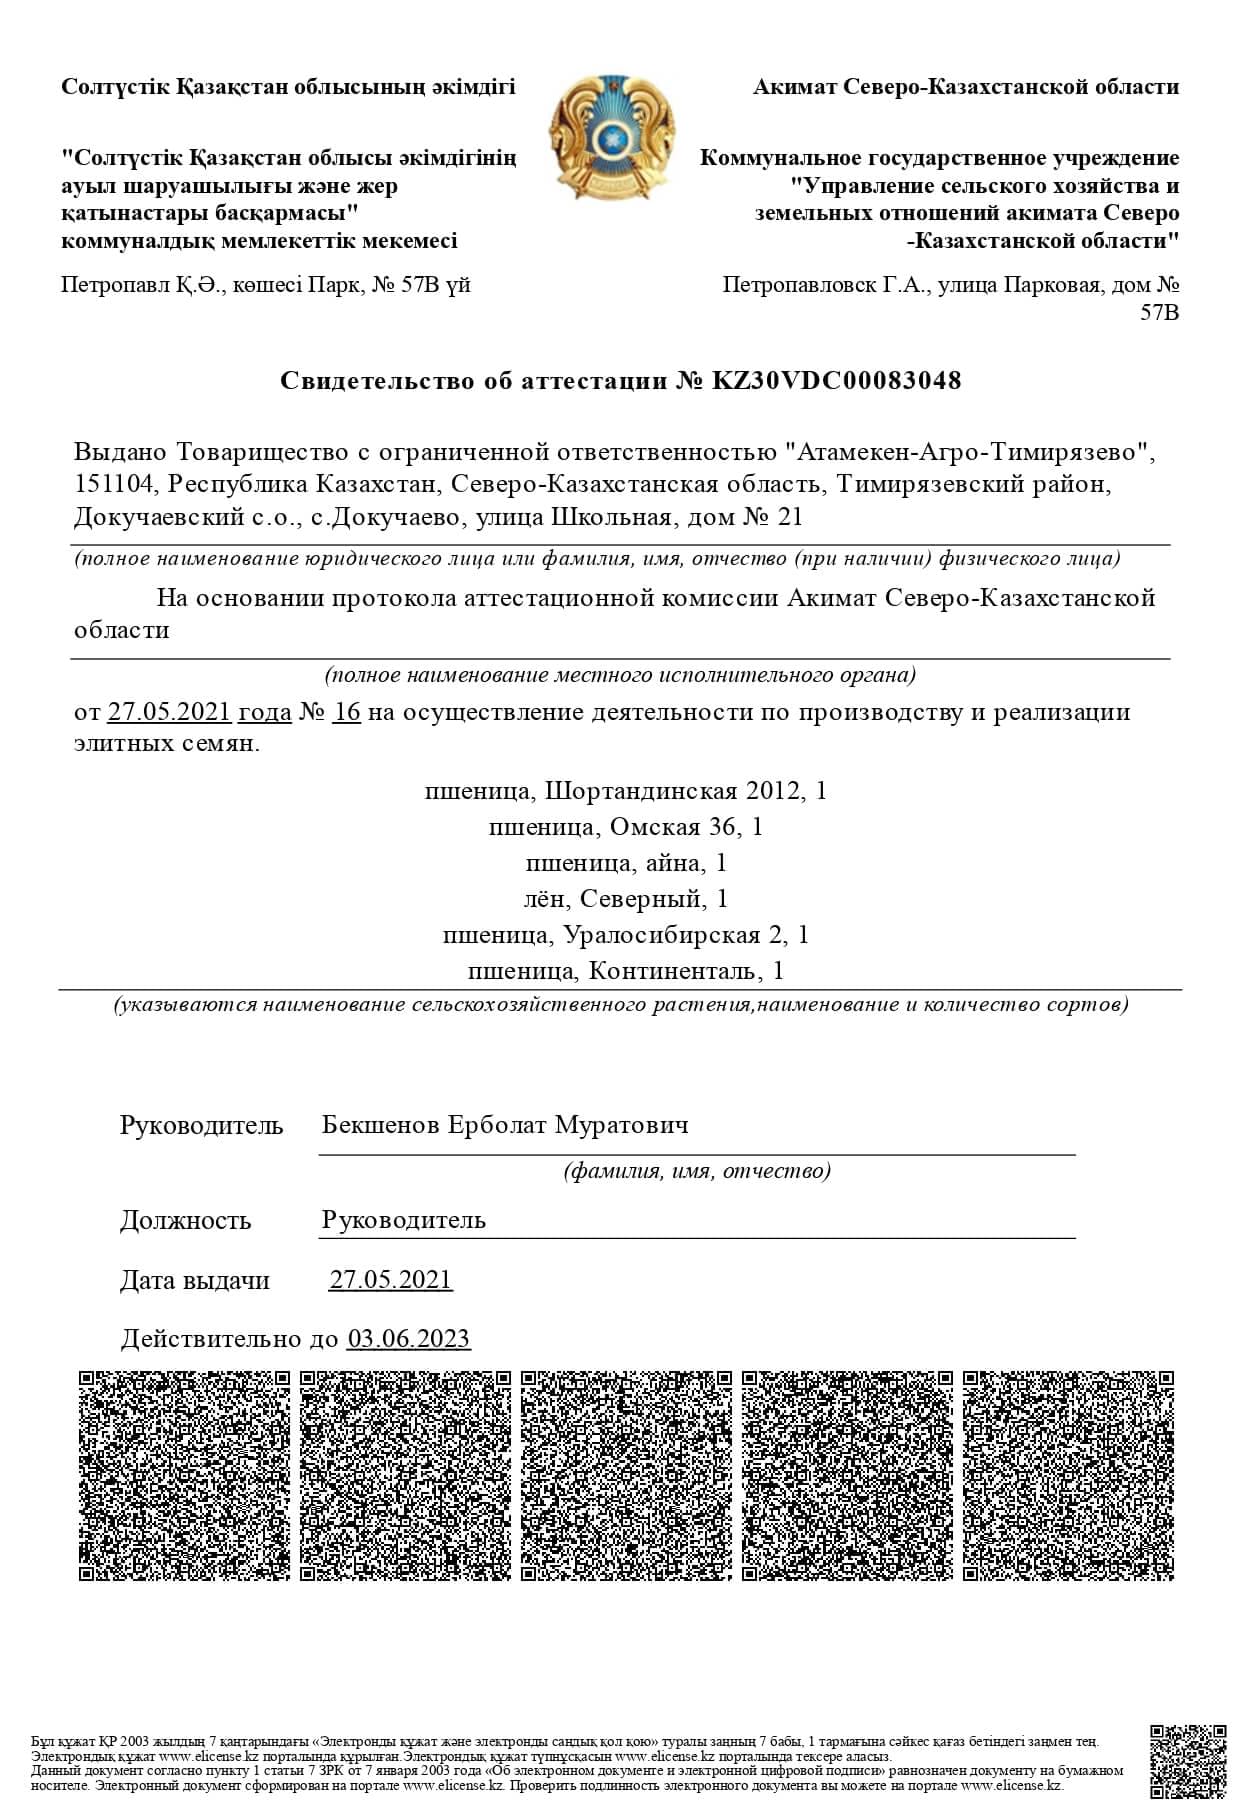 Солтүстік Қазақстан облысының әкімдігі
Акимат Северо-Казахстанской области
"Солтүстік Қазақстан облысы әкімдігінің
ауыл шаруашылығы және жер
қатынастары басқармасы"
коммуналдық мемлекеттік мекемесі
Коммунальное государственное учреждение
"Управление сельского хозяйства и
земельных отношений акимата Северо
-Казахстанской области"
Петропавл Қ.Ә., көшесі Парк, № 57В үй
Петропавловск Г.А., улица Парковая, дом №
57В
Свидетельство об аттестации № KZ30VDC00083048
Выдано Товарищество с ограниченной ответственностью "Атамекен-Агро-Тимирязево",
151104, Республика Казахстан, Северо-Казахстанская область, Тимирязевский район,
Докучаевский с.о., с.Докучаево, улица Школьная, дом № 21
(полное наименование юридического лица или фамилия, имя, отчество (при наличии) физического лица)
На основании протокола аттестационной комиссии Акимат Северо-Казахстанской
области
(полное наименование местного исполнительного органа)
от 27.05.2021 года № 16 на осуществление деятельности по производству и реализации
элитных семян.
пшеница, Шортандинская 2012, 1
пшеница, Омская 36, 1
пшеница, айна, 1
лён, Северный, 1
пшеница, Уралосибирская 2, 1
пшеница, Континенталь, 1
(указываются наименование сельскохозяйственного растения,наименование и количество сортов)
Руководитель Бекшенов Ерболат Муратович
(фамилия, имя, отчество)
Должность Руководитель
Дата выдачи 27.05.2021
Действительно до 03.06.2023
Бұл құжат ҚР 2003 жылдың 7 қаңтарындағы «Электронды құжат және электронды сандық қол қою» туралы заңның 7 бабы, 1 тармағына сәйкес қағаз бетіндегі заңмен тең.
Электрондық құжат www.elicense.kz порталында құрылған.Электрондық құжат түпнұсқасын www.elicense.kz порталында тексере аласыз.
Данный документ согласно пункту 1 статьи 7 ЗРК от 7 января 2003 года «Об электронном документе и электронной цифровой подписи» равнозначен документу на бумажном
носителе. Электронный документ сформирован на портале www.elicense.kz. Проверить подлинность электронного документа вы можете на портале www.elicense.kz.